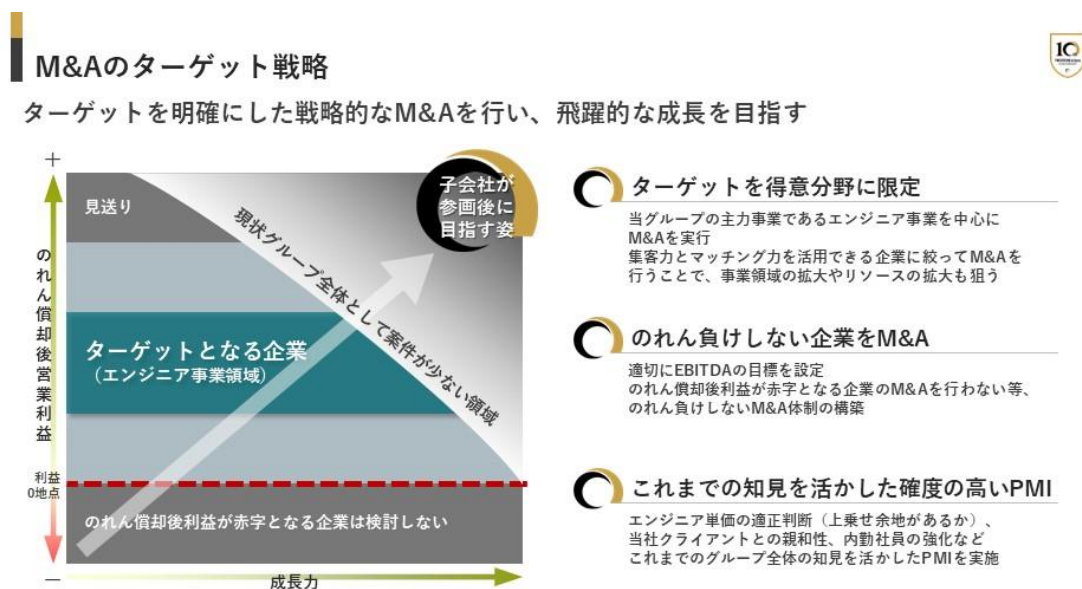 M&Aのターゲット戦略
10
ターゲットを明確にした戦略的なM&Aを行い、飛躍的な成長を目指す
＋
のれん償却後営業利益
利益
0地点
－
見送り
現状グループ全体として案件が少ない領域
子会社が
参画後に
目指す姿
ターゲットとなる企業
（エンジニア事業領域）
のれん償却後利益が赤字となる企業は検討しない
成長力
ターゲットを得意分野に限定
当グループの主力事業であるエンジニア事業を中心に
M&Aを実行
集客力とマッチング力を活用できる企業に絞ってM&Aを
行うことで、事業領域の拡大やリソースの拡大も狙う
のれん負けしない企業をM&A
適切にEBITDAの目標を設定
のれん償却後利益が赤字となる企業のM&Aを行わない等、
のれん負けしないM&A体制の構築
これまでの知見を活かした確度の高いPMI
エンジニア単価の適正判断（上乗せ余地があるか）、
当社クライアントとの親和性、内勤社員の強化など
これまでのグループ全体の知見を活かしたPMIを実施